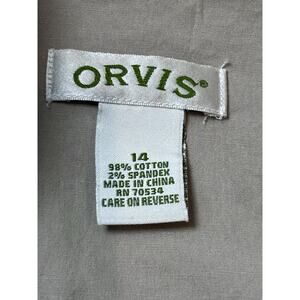 ORVIS®
14
98% COTTON
2% SPANDEX
MADE IN CHINA
RN 70534
CARE ON REVERSE